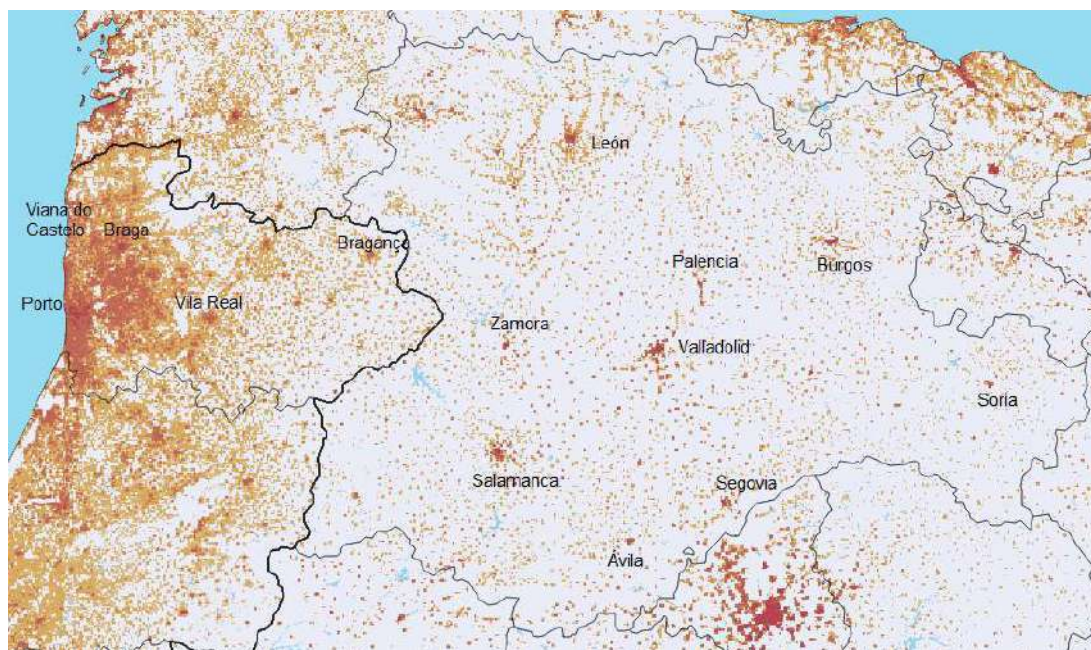 León
Viana do
Castelo
Braga
Bragança
Palencia
Burgos
Porto
Vila Real
Zamora
Valladolid
Soria
Salamanca
Segovia
Ávila